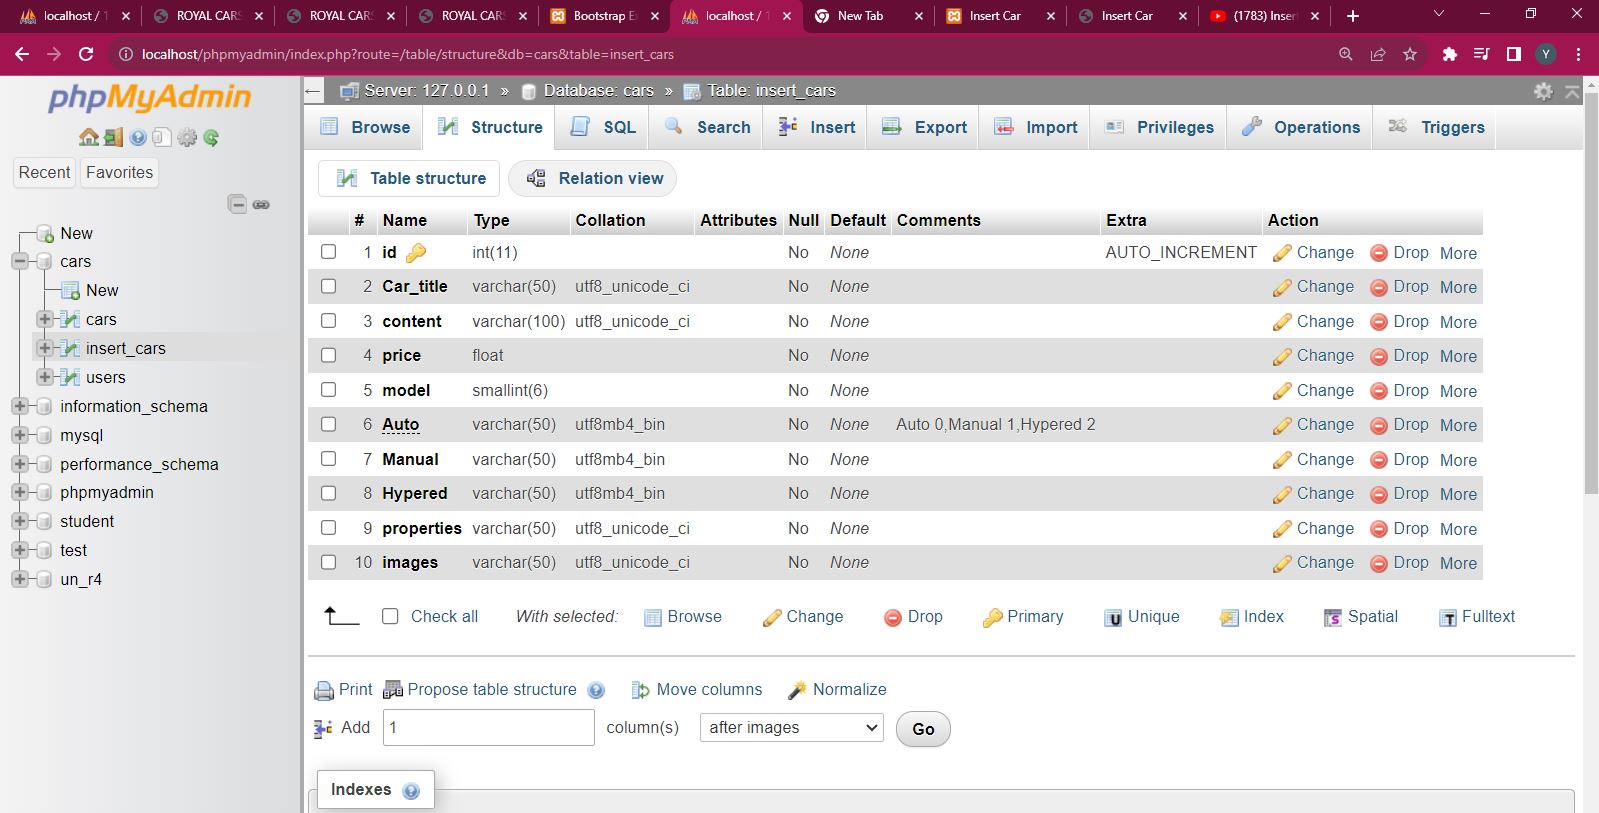 localhost / 1
ROYAL CARS
ROYAL CARS
ROYAL CARS
Bootstrap Ex
localhost / 1
New Tab
Insert Car
Insert Car
(1783) Inser
localhost/phpmyadmin/index.php?route=/table/structure&db=cars&table=insert_cars
Y
phpMyAdmin
Recent
Favorites
New
cars
New
cars
insert_cars
users
information_schema
mysql
performance_schema
phpmyadmin
student
test
un_r4
Server: 127.0.0.1 » Database: cars » Table: insert_cars
Browse Structure SQL Search Insert Export Import Privileges Operations Triggers
Table structure Relation view
# Name Type Collation Attributes Null Default Comments Extra Action
1 id int(11) No None AUTO_INCREMENT Change Drop More
2 Car_title varchar(50) utf8_unicode_ci No None Change Drop More
3 content varchar(100) utf8_unicode_ci No None Change Drop More
4 price float No None Change Drop More
5 model smallint(6) No None Change Drop More
6 Auto varchar(50) utf8mb4_bin No None Auto 0,Manual 1,Hypered 2 Change Drop More
7 Manual varchar(50) utf8mb4_bin No None Change Drop More
8 Hypered varchar(50) utf8mb4_bin No None Change Drop More
9 properties varchar(50) utf8_unicode_ci No None Change Drop More
10 images varchar(50) utf8_unicode_ci No None Change Drop More
Check all With selected: Browse Change Drop Primary Unique Index Spatial Fulltext
Print Propose table structure Move columns Normalize
Add 1 column(s) after images Go
Indexes